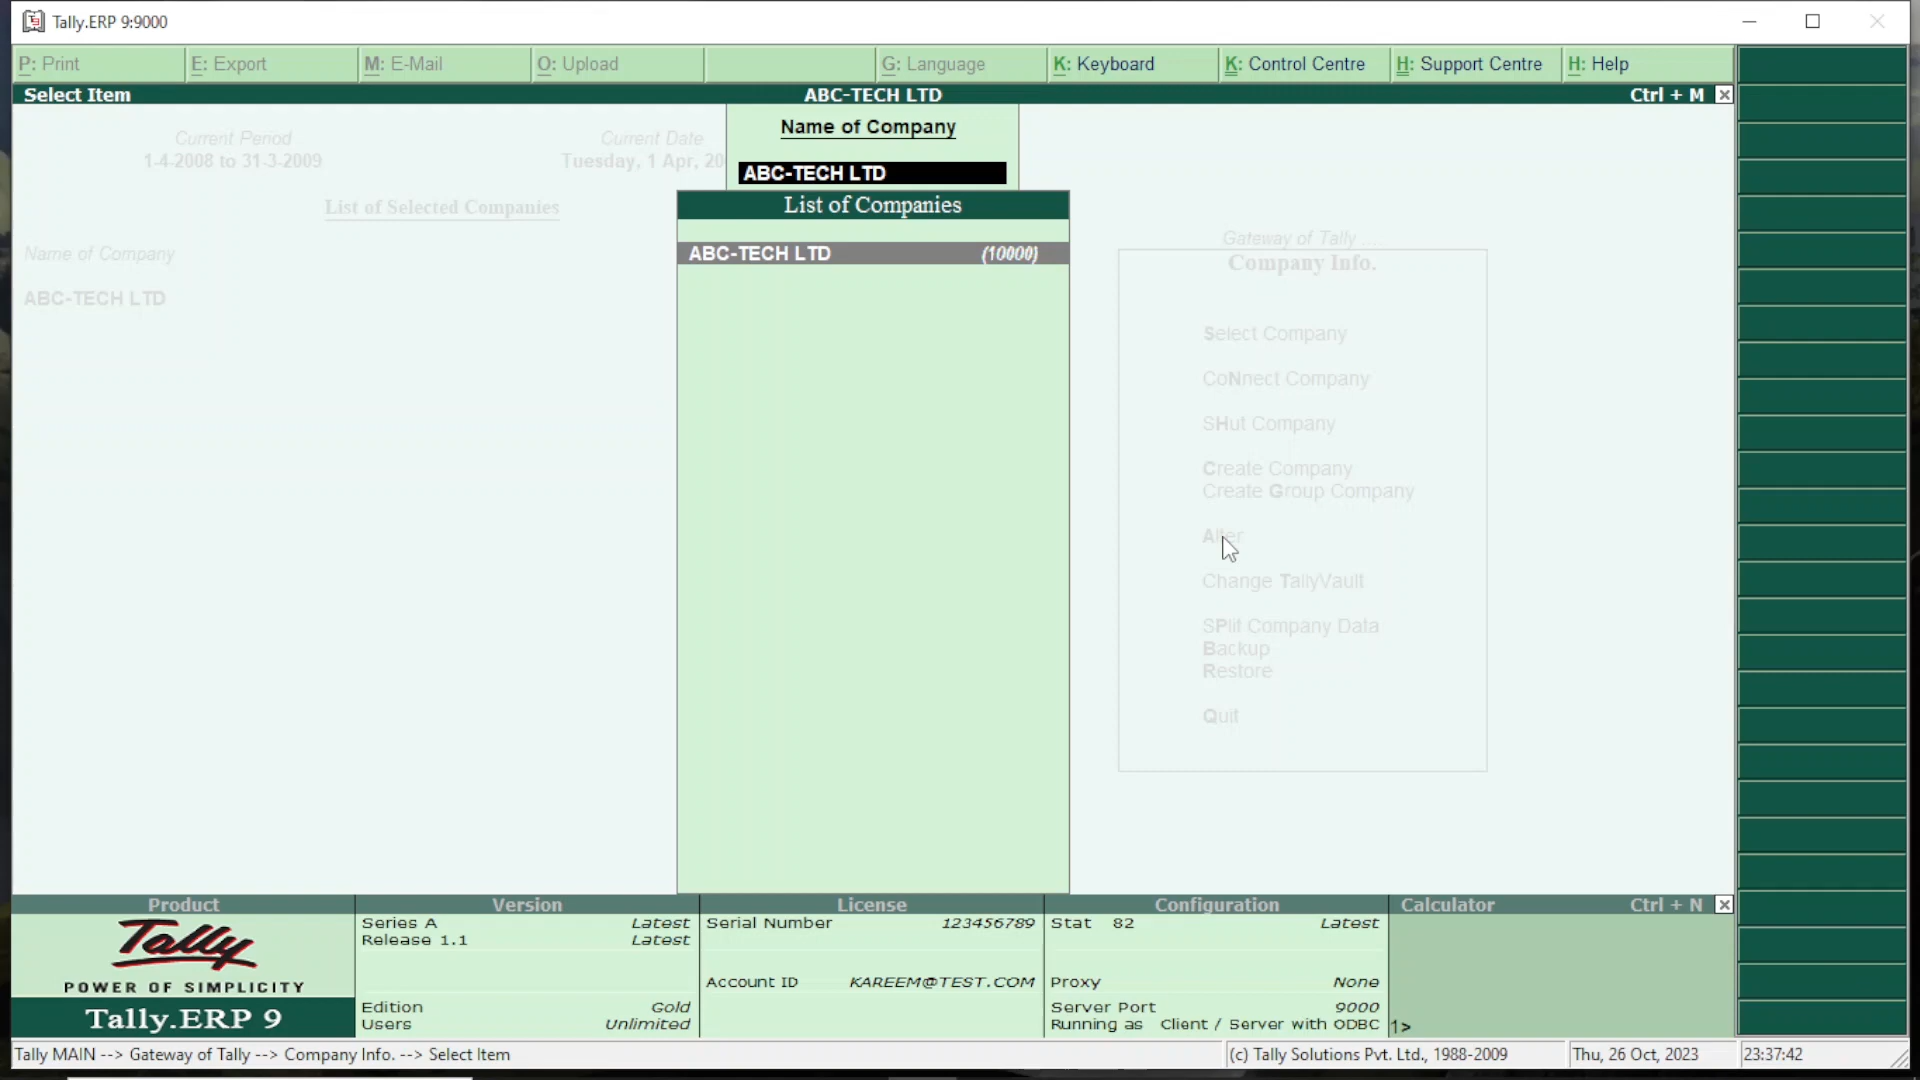 Tally.ERP 9:9000
P: Print
E: Export
M: E-Mail
O: Upload
G: Language
K: Keyboard
K: Control Centre
H: Support Centre
H: Help
Select Item
ABC-TECH LTD
Ctrl + M
Name of Company
ABC-TECH LTD
Current Period
1-4-2008 to 31-3-2009
Current Date
Tuesday, 1 Apr, 20
List of Selected Companies
Name of Company
ABC-TECH LTD
List of Companies
ABC-TECH LTD (10000)
Gateway of Tally ....
Company Info.
Select Company
CoNnect Company
SHut Company
Create Company
Create Group Company
Alter
Change TallyVault
SPlit Company Data
Backup
Restore
Quit
Product
Tally
POWER OF SIMPLICITY
Tally.ERP 9
Version
Series A Latest
Release 1.1 Latest
Edition Gold
Users Unlimited
License
Serial Number 123456789
Account ID KAREEM@TEST.COM
Configuration
Stat 82 Latest
Proxy None
Server Port 9000
Running as Client / Server with ODBC
Calculator Ctrl + N
1>
Tally MAIN --> Gateway of Tally --> Company Info. --> Select Item
(c) Tally Solutions Pvt. Ltd., 1988-2009
Thu, 26 Oct, 2023
23:37:42